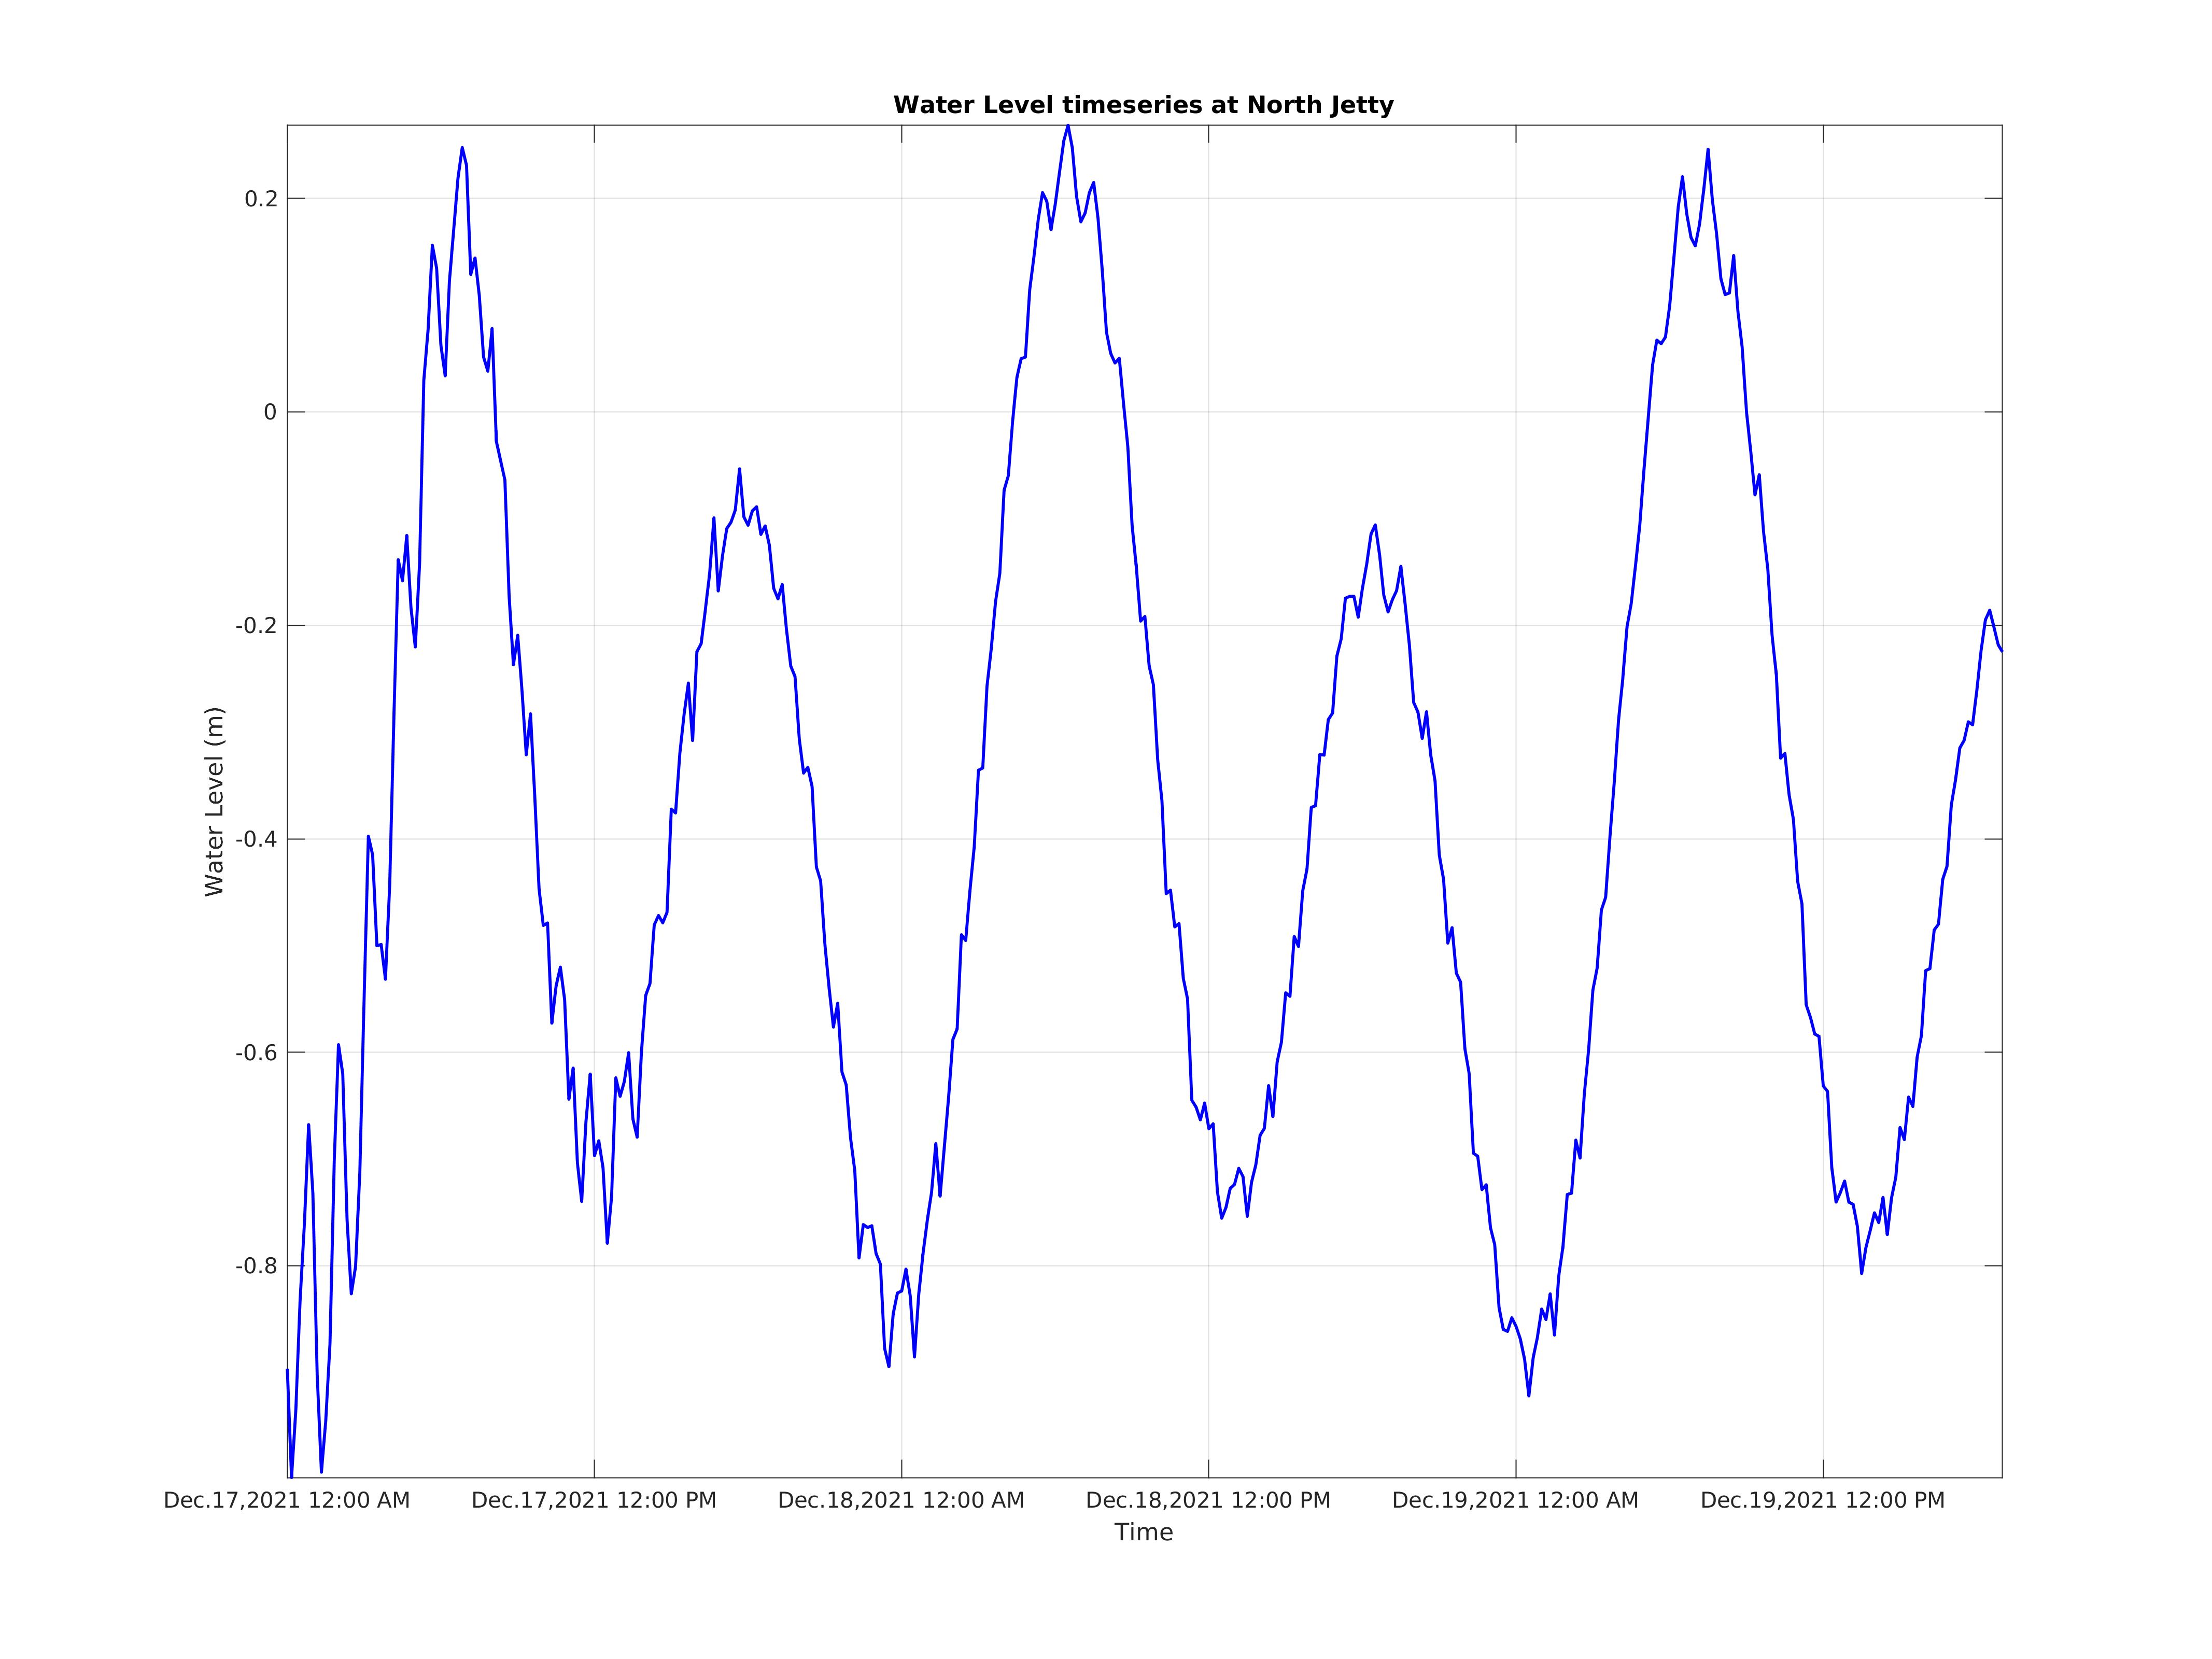 Water Level timeseries at North Jetty
0.2
0
-0.2
-0.4
-0.6
-0.8
Water Level (m)
Dec.17,2021 12:00 AM
Dec.17,2021 12:00 PM
Dec.18,2021 12:00 AM
Dec.18,2021 12:00 PM
Dec.19,2021 12:00 AM
Dec.19,2021 12:00 PM
Time